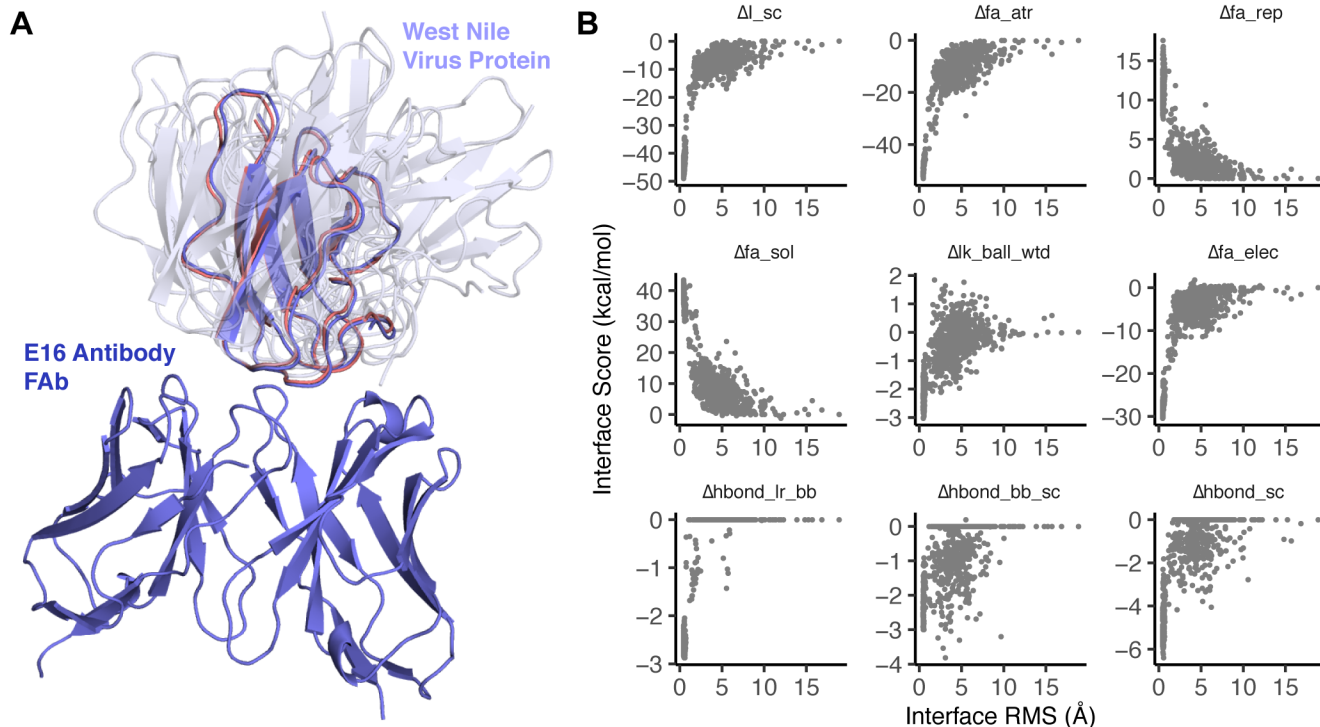 A
West Nile
Virus Protein
E16 Antibody
FAb
B
Interface Score (kcal/mol)
ΔI_sc
0
−10
−20
−30
−40
−50
0 5 10 15
Δfa_atr
0
−20
−40
0 5 10 15
Δfa_rep
15
10
5
0
0 5 10 15
Δfa_sol
40
30
20
10
0
0 5 10 15
Δlk_ball_wtd
2
1
0
−1
−2
−3
0 5 10 15
Δfa_elec
0
−10
−20
−30
0 5 10 15
Δhbond_lr_bb
0
−1
−2
−3
0 5 10 15
Δhbond_bb_sc
0
−1
−2
−3
−4
0 5 10 15
Δhbond_sc
0
−2
−4
−6
0 5 10 15
Interface RMS (Å)